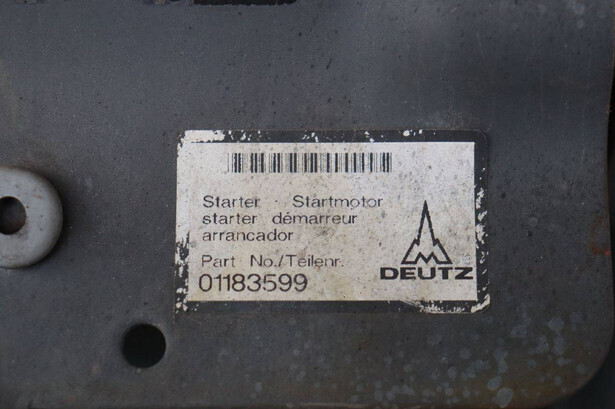 Starter · Startmotor
starter démarreur
arrancador
Part No./Teilenr.
01183599
DEUTZ